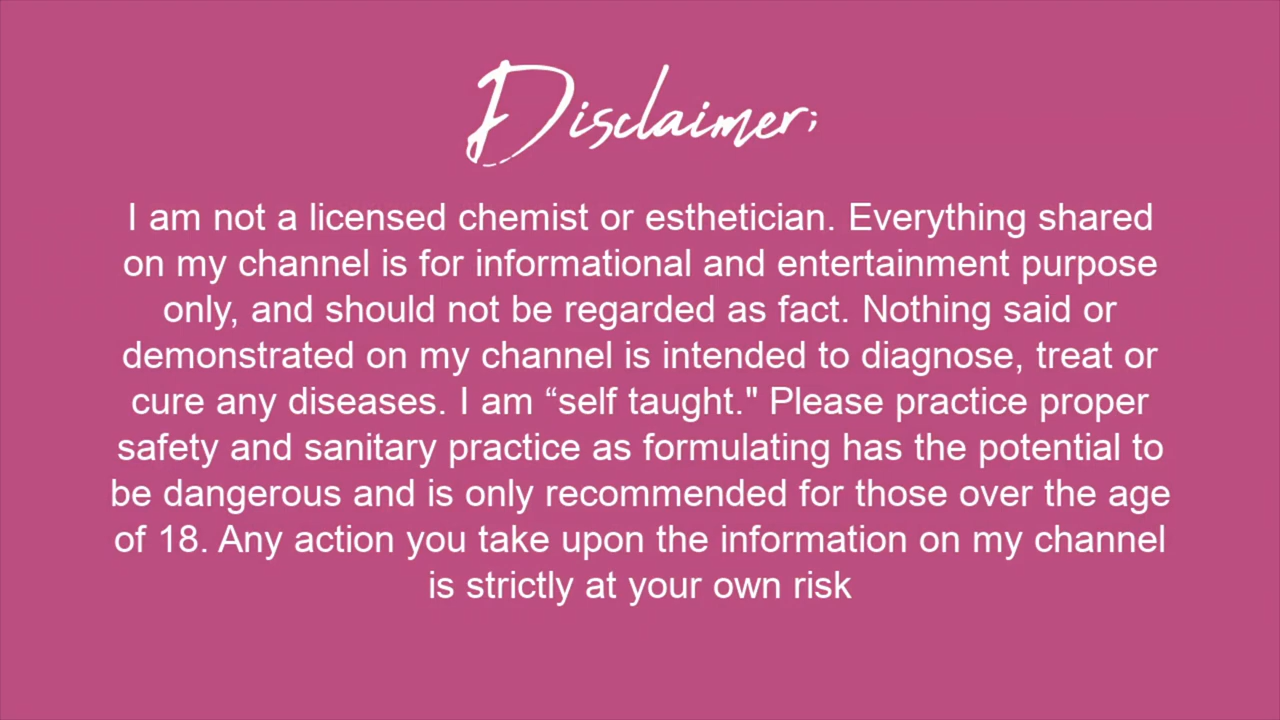 Disclaimer;
I am not a licensed chemist or esthetician. Everything shared
on my channel is for informational and entertainment purpose
only, and should not be regarded as fact. Nothing said or
demonstrated on my channel is intended to diagnose, treat or
cure any diseases. I am “self taught." Please practice proper
safety and sanitary practice as formulating has the potential to
be dangerous and is only recommended for those over the age
of 18. Any action you take upon the information on my channel
is strictly at your own risk